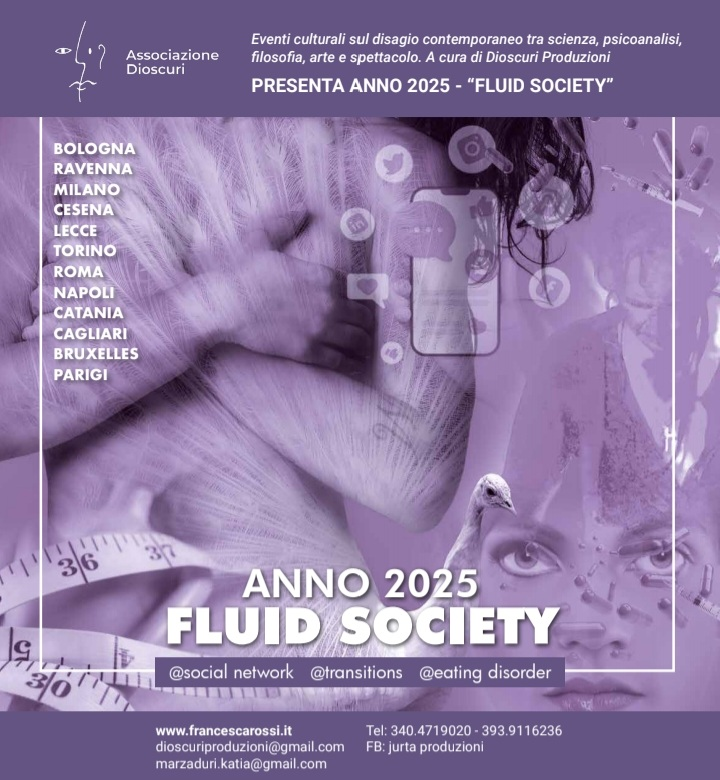 Associazione
Dioscuri
Eventi culturali sul disagio contemporaneo tra scienza, psicoanalisi,
filosofia, arte e spettacolo. A cura di Dioscuri Produzioni
PRESENTA ANNO 2025 - “FLUID SOCIETY”
BOLOGNA
RAVENNA
MILANO
CESENA
LECCE
TORINO
ROMA
NAPOLI
CATANIA
CAGLIARI
BRUXELLES
PARIGI
in
36
37
30
ANNO 2025
FLUID SOCIETY
@social network @transitions @eating disorder
www.francescarossi.it
dioscuriproduzioni@gmail.com
marzaduri.katia@gmail.com
Tel: 340.4719020 - 393.9116236
FB: jurta produzioni